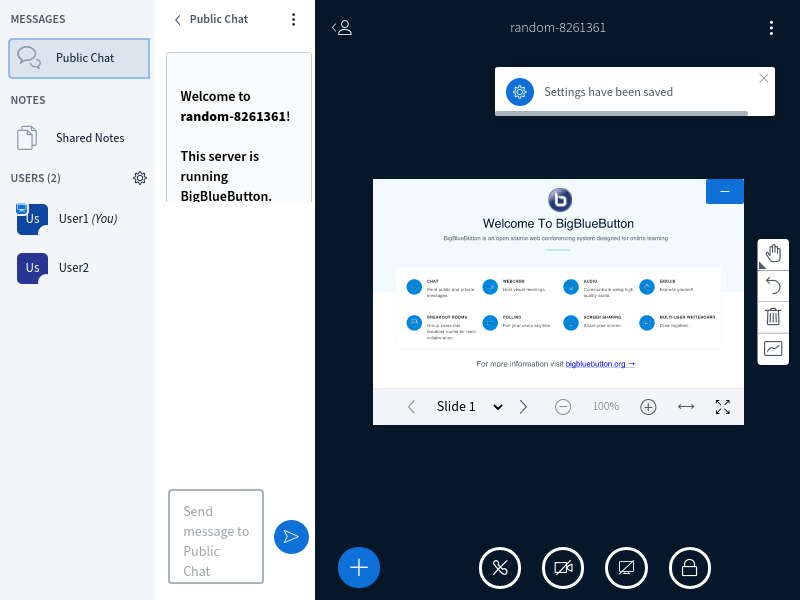 MESSAGES
Public Chat
NOTES
Shared Notes
USERS (2)
Us
User1 (You)
Us
User2
Public Chat
Welcome to
random-8261361!
This server is
running
BigBlueButton.
Send
message to
Public
Chat
random-8261361
Settings have been saved
b
Welcome To BigBlueButton
BigBlueButton is an open source web conferencing system designed for online learning
CHAT
Send public and private
messages.
WEBCAMS
Hold visual meetings.
AUDIO
Communicate using high
quality audio.
EMOJIS
Express yourself.
BREAKOUT ROOMS
Group users into
breakout rooms for team
collaboration.
POLLING
Poll your users anytime.
SCREEN SHARING
Share your screen.
MULTI-USER WHITEBOARD
Draw together.
For more information visit bigbluebutton.org →
Slide 1
100%